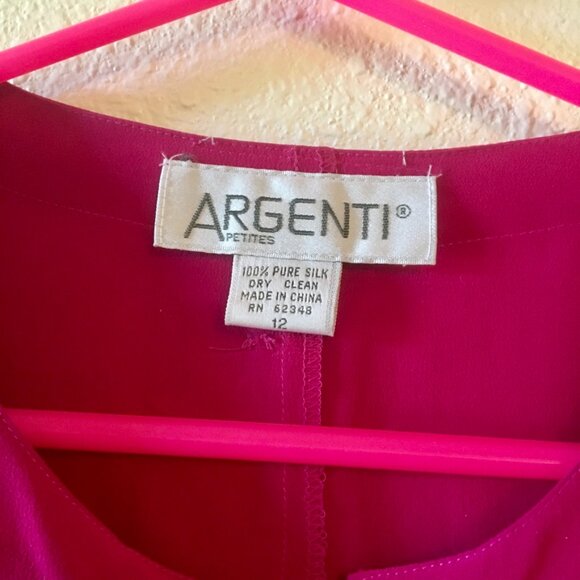 ARGENTI®
PETITES
100% PURE SILK
DRY CLEAN
MADE IN CHINA
RN 62348
12